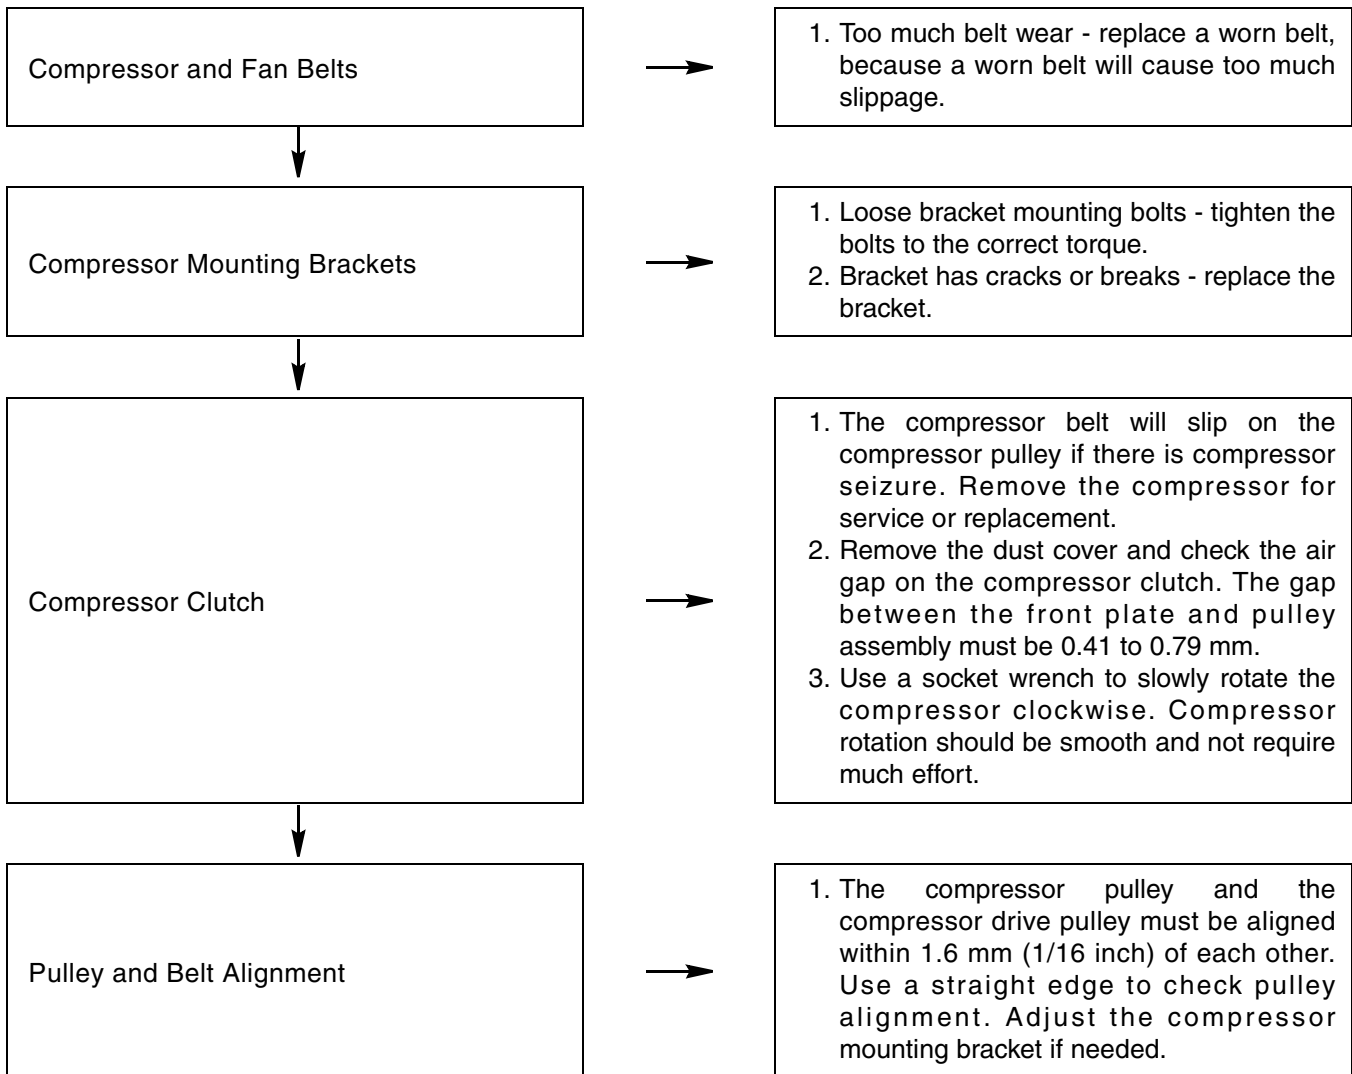 Compressor and Fan Belts
1. Too much belt wear - replace a worn belt,
because a worn belt will cause too much
slippage.
Compressor Mounting Brackets
1. Loose bracket mounting bolts - tighten the
bolts to the correct torque.
2. Bracket has cracks or breaks - replace the
bracket.
Compressor Clutch
1. The compressor belt will slip on the
compressor pulley if there is compressor
seizure. Remove the compressor for
service or replacement.
2. Remove the dust cover and check the air
gap on the compressor clutch. The gap
between the front plate and pulley
assembly must be 0.41 to 0.79 mm.
3. Use a socket wrench to slowly rotate the
compressor clockwise. Compressor
rotation should be smooth and not require
much effort.
Pulley and Belt Alignment
1. The compressor pulley and the
compressor drive pulley must be aligned
within 1.6 mm (1/16 inch) of each other.
Use a straight edge to check pulley
alignment. Adjust the compressor
mounting bracket if needed.